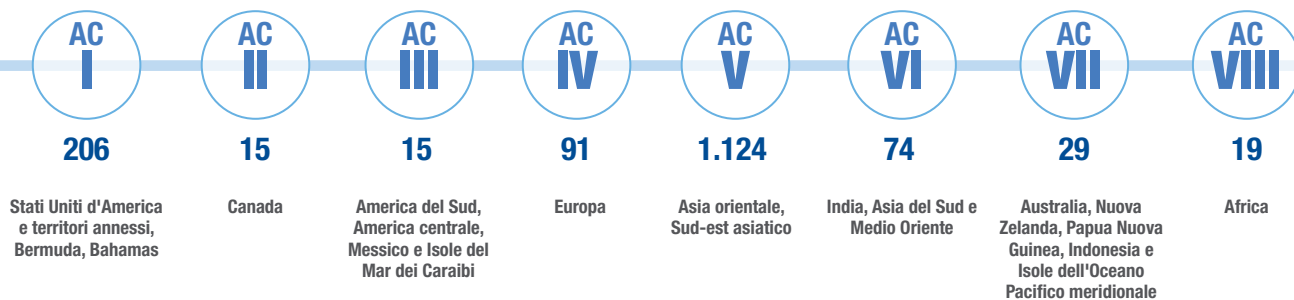 AC
I
206
Stati Uniti d'America
e territori annessi,
Bermuda, Bahamas
AC
II
15
Canada
AC
III
15
America del Sud,
America centrale,
Messico e Isole del
Mar dei Caraibi
AC
IV
91
Europa
AC
V
1.124
Asia orientale,
Sud-est asiatico
AC
VI
74
India, Asia del Sud e
Medio Oriente
AC
VII
29
Australia, Nuova
Zelanda, Papua Nuova
Guinea, Indonesia e
Isole dell'Oceano
Pacifico meridionale
AC
VIII
19
Africa